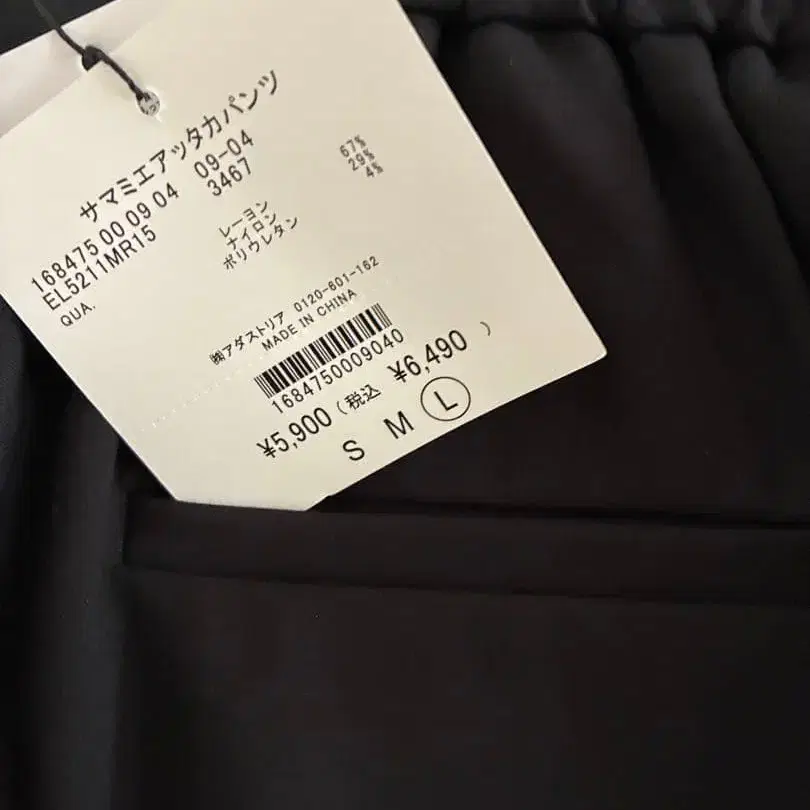 サマミエアッタカパンツ
168475 00 09 04 09-04
EL5211MR15 3467
QUA.
レーヨン 67%
ナイロン 29%
ポリウレタン 4%
㈱アダストリア 0120-601-162
MADE IN CHINA
1684750009040
¥5,900(税込 ¥6,490 )
S M L